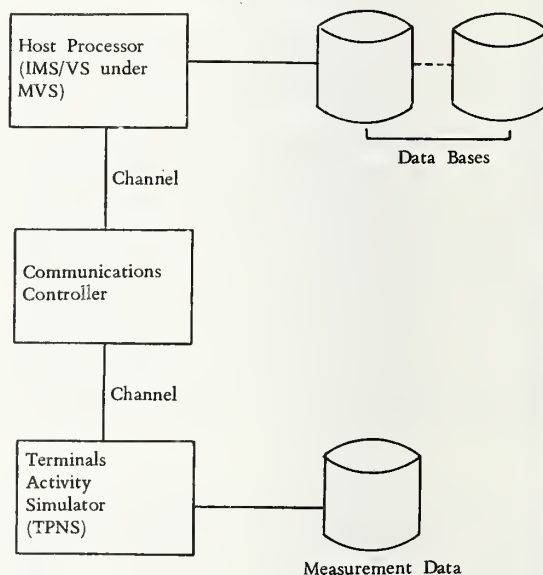 Host Processor
(IMS/VS under
MVS)
Data Bases
Channel
Communications
Controller
Channel
Terminals
Activity
Simulator
(TPNS)
Measurement Data